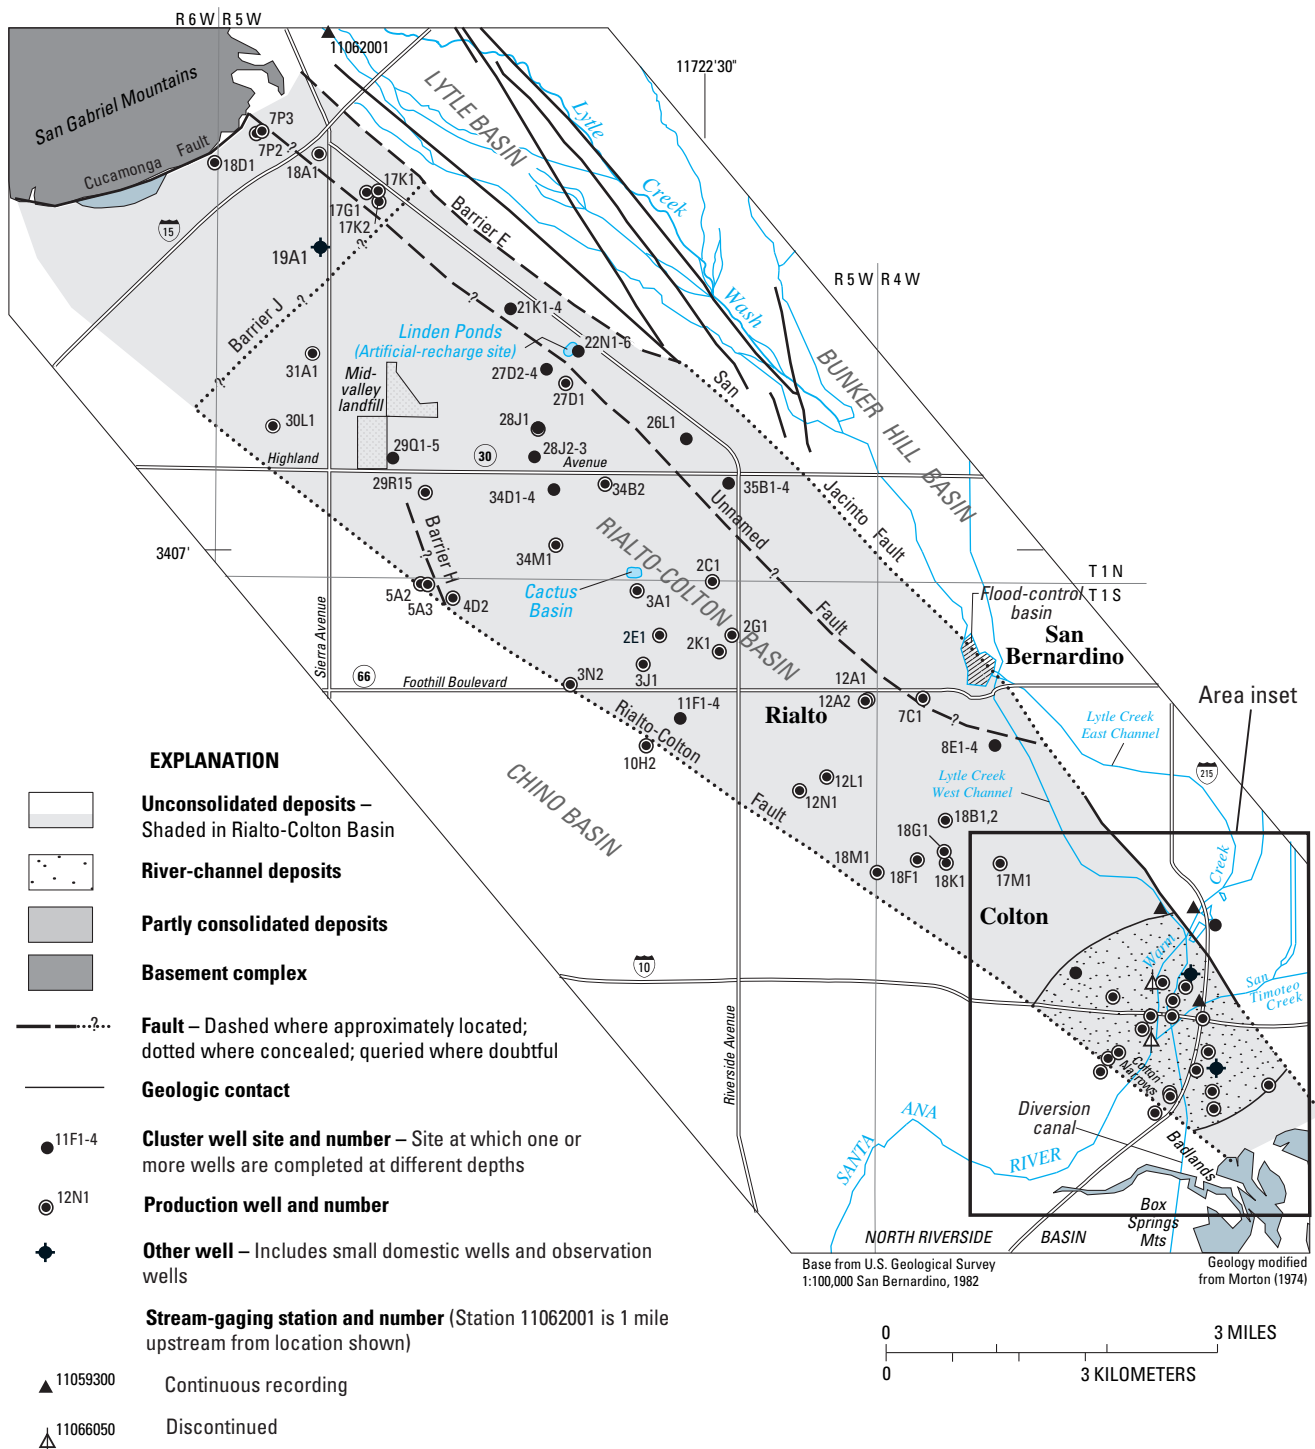 R 6 W
R 5 W
11062001
11722'30"
San Gabriel Mountains
LYTLE BASIN
Lytle
Creek
Wash
7P3
7P2
Cucamonga Fault
18D1
18A1
17K1
17G1
17K2
Barrier E
15
19A1
?
?
?
?
Barrier J
R 5 W
R 4 W
21K1-4
Linden Ponds
(Artificial-recharge site)
22N1-6
San
BUNKER HILL BASIN
31A1
Mid-
valley
landfill
27D2-4
27D1
30L1
28J1
26L1
Highland
29Q1-5
30
28J2-3
Avenue
29R15
34D1-4
34B2
35B1-4
Unnamed
Jacinto
Fault
Barrier H
?
RIALTO-COLTON BASIN
3407'
34M1
?
2C1
T 1 N
T 1 S
Cactus
Basin
3A1
Flood-control
basin
5A2
5A3
4D2
Fault
San
Bernardino
Sierra Avenue
2E1
2G1
2K1
3J1
66
Foothill Boulevard
3N2
12A1
12A2
7C1
Area inset
11F1-4
Rialto
?
Lytle Creek
East Channel
Rialto-Colton
10H2
8E1-4
215
EXPLANATION
CHINO BASIN
12L1
Lytle Creek
West Channel
12N1
Fault
Unconsolidated deposits –
Shaded in Rialto-Colton Basin
18B1,2
18G1
18M1
18F1
18K1
17M1
Creek
River-channel deposits
Colton
Partly consolidated deposits
Warm
10
Basement complex
San
Timoteo
Creek
?
Fault – Dashed where approximately located;
dotted where concealed; queried where doubtful
Riverside Avenue
Colton
Narrows
Geologic contact
ANA
Diversion
canal
11F1-4
Cluster well site and number – Site at which one or
more wells are completed at different depths
SANTA
RIVER
Badlands
12N1
Production well and number
Box
Springs
Mts
NORTH RIVERSIDE
BASIN
Other well – Includes small domestic wells and observation
wells
Base from U.S. Geological Survey
1:100,000 San Bernardino, 1982
Geology modified
from Morton (1974)
Stream-gaging station and number (Station 11062001 is 1 mile
upstream from location shown)
0
3 MILES
0
3 KILOMETERS
11059300
Continuous recording
11066050
Discontinued